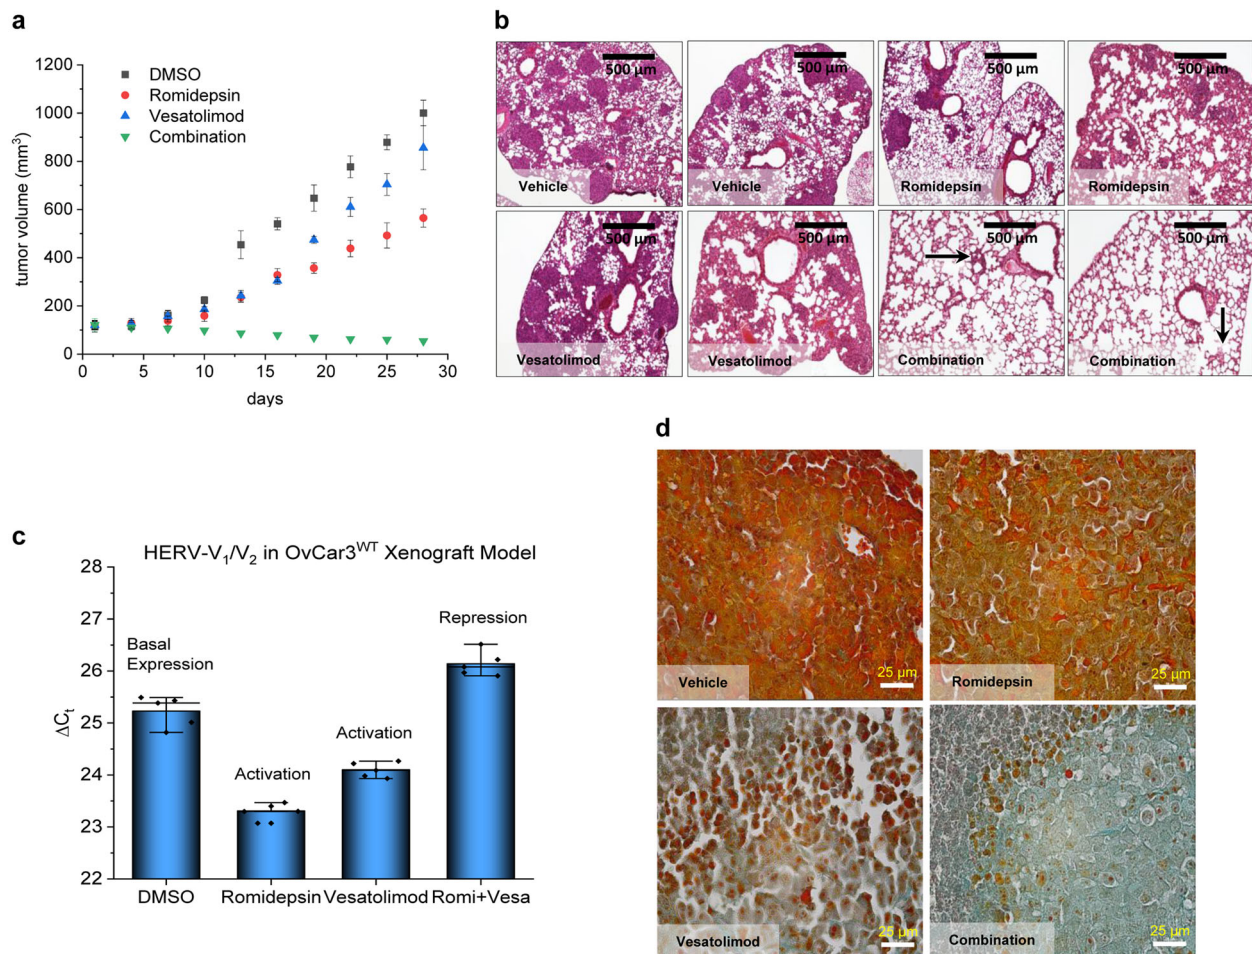 a
1200
1000
800
600
400
200
0
tumor volume (mm³)
DMSO
Romidepsin
Vesatolimod
Combination
0 5 10 15 20 25 30
days
b
500 µm
Vehicle
500 µm
Vehicle
500 µm
Romidepsin
500 µm
Romidepsin
500 µm
Vesatolimod
500 µm
Vesatolimod
500 µm
Combination
500 µm
Combination
c
HERV-V₁/V₂ in OvCar3ᵂᵀ Xenograft Model
28
27
26
25
24
23
22
ΔCₜ
Basal
Expression
Activation
Activation
Repression
DMSO Romidepsin Vesatolimod Romi+Vesa
d
Vehicle
25 µm
Romidepsin
25 µm
Vesatolimod
25 µm
Combination
25 µm